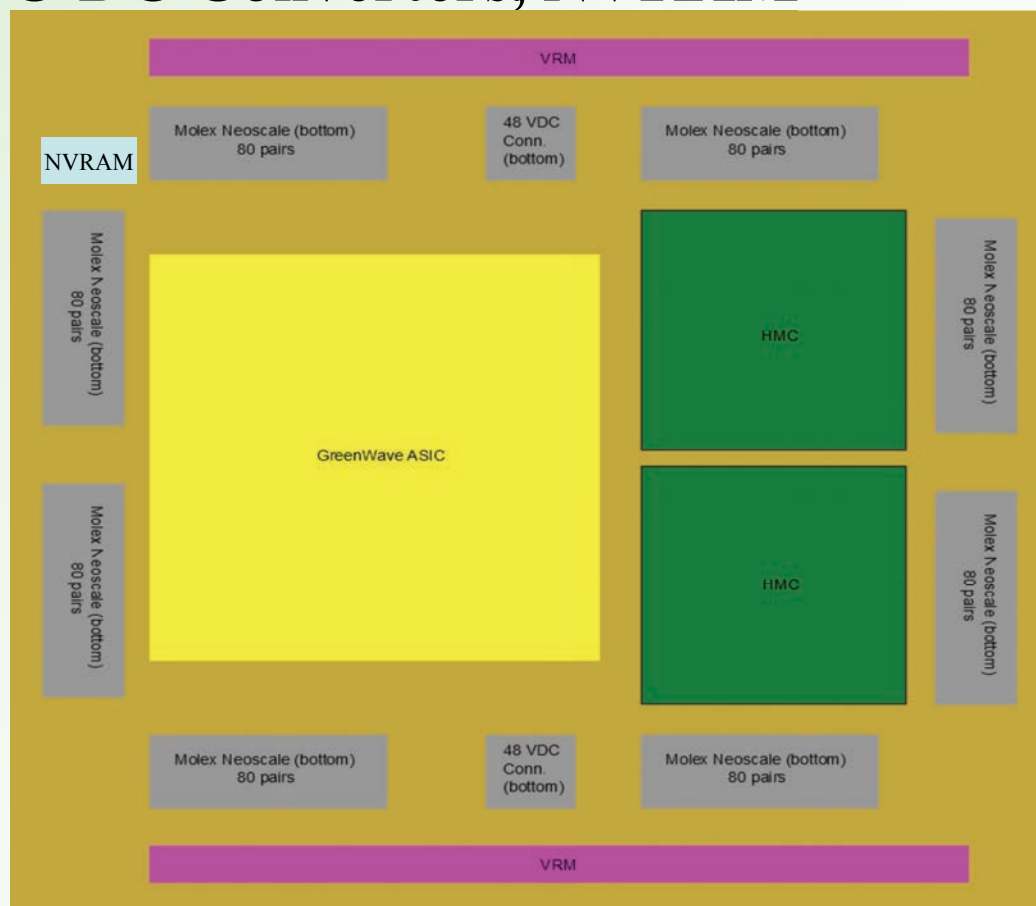 VRM
Molex Neoscale (bottom)
80 pairs
48 VDC
Conn.
(bottom)
Molex Neoscale (bottom)
80 pairs
NVRAM
Molex Neoscale (bottom)
80 pairs
HMC
Molex Neoscale (bottom)
80 pairs
GreenWave ASIC
Molex Neoscale (bottom)
80 pairs
HMC
Molex Neoscale (bottom)
80 pairs
Molex Neoscale (bottom)
80 pairs
48 VDC
Conn.
(bottom)
Molex Neoscale (bottom)
80 pairs
VRM